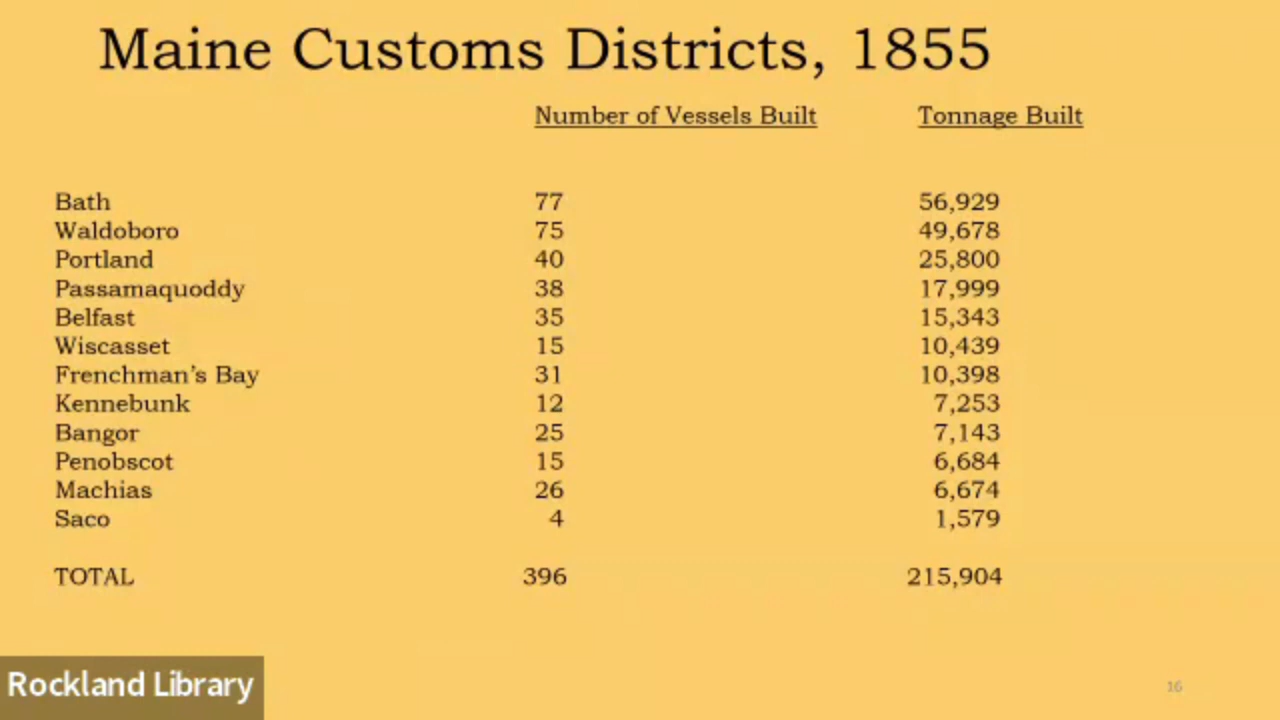 Maine Customs Districts, 1855
Number of Vessels Built Tonnage Built
Bath 77 56,929
Waldoboro 75 49,678
Portland 40 25,800
Passamaquoddy 38 17,999
Belfast 35 15,343
Wiscasset 15 10,439
Frenchman’s Bay 31 10,398
Kennebunk 12 7,253
Bangor 25 7,143
Penobscot 15 6,684
Machias 26 6,674
Saco 4 1,579
TOTAL 396 215,904
Rockland Library
16